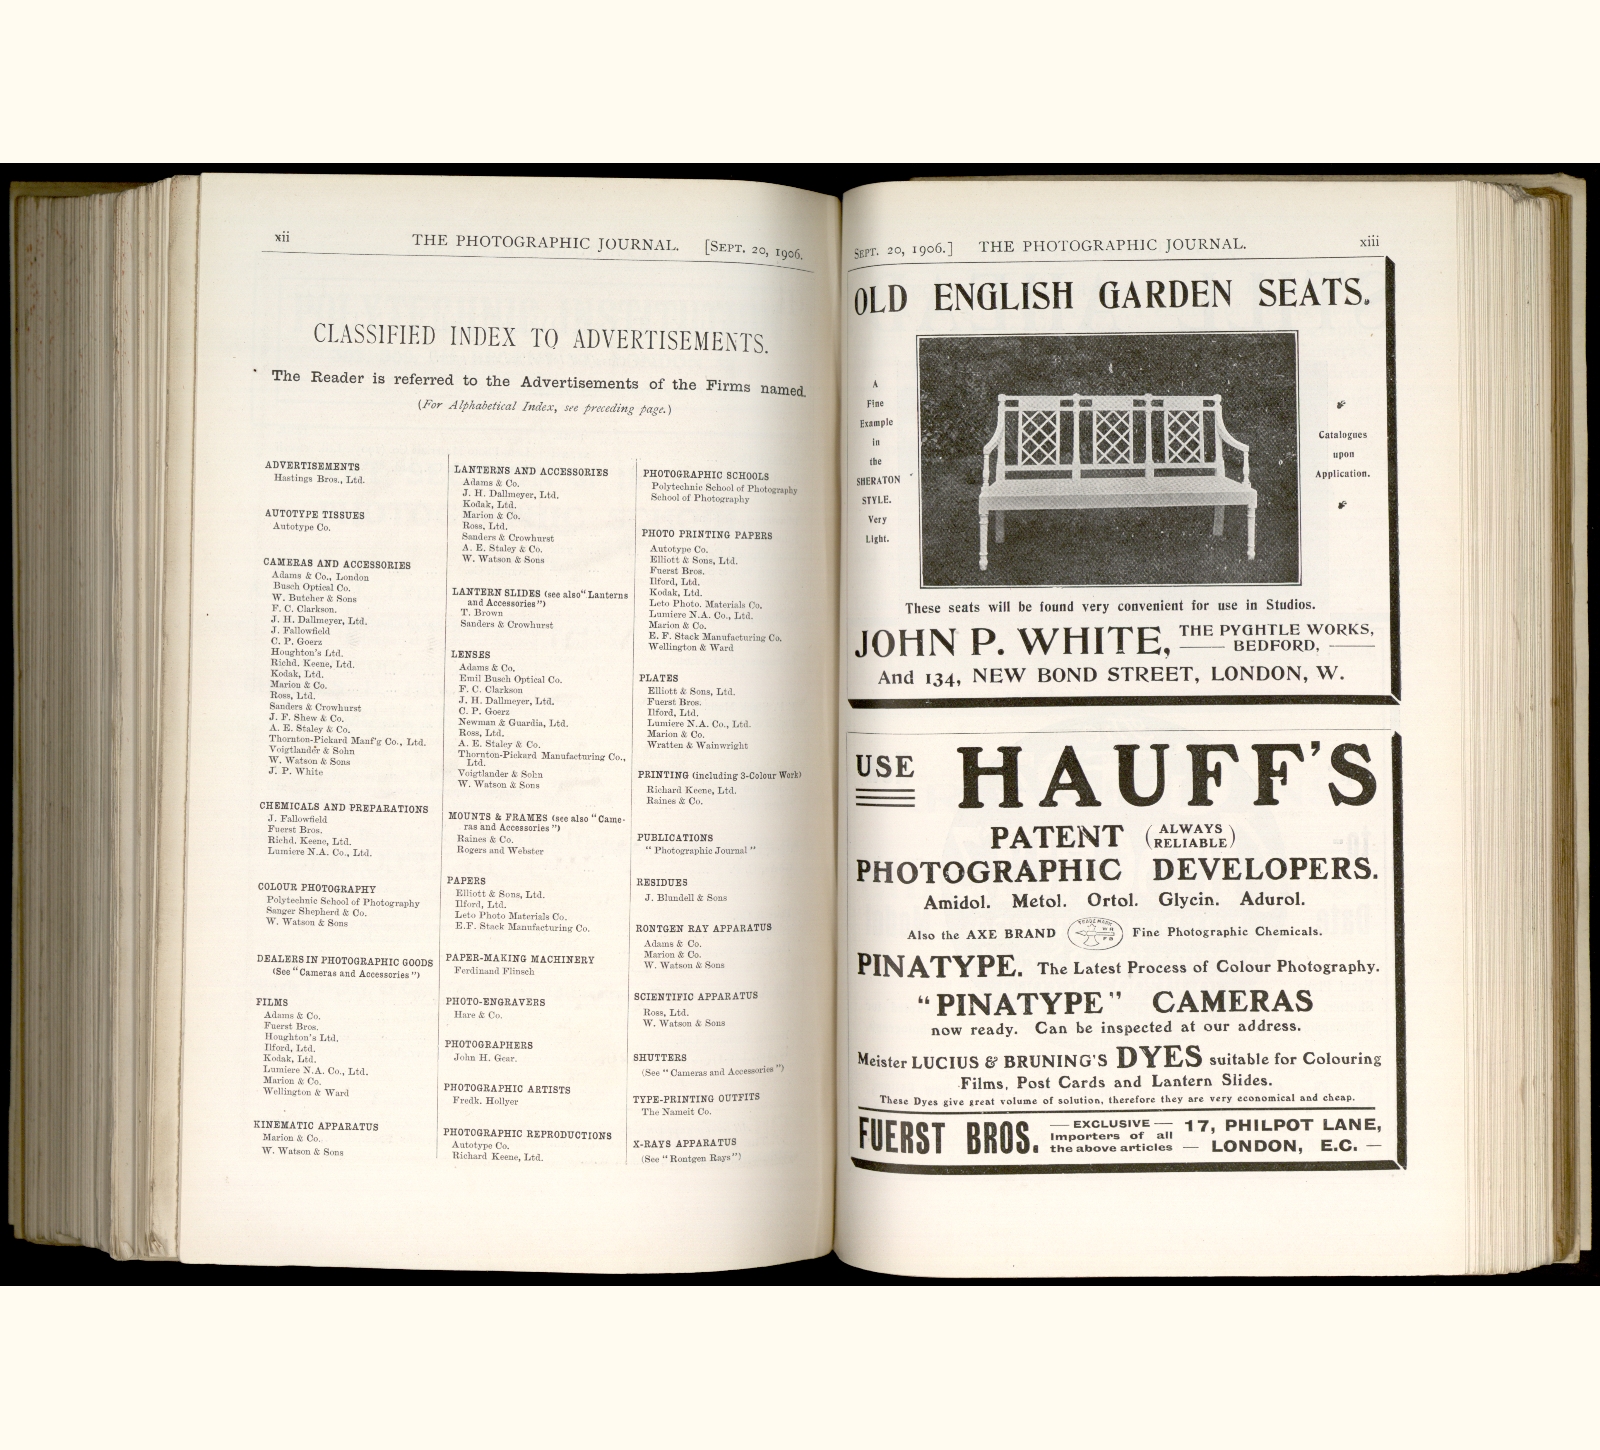 xii
THE PHOTOGRAPHIC JOURNAL. [SEPT. 20, 1906.
CLASSIFIED INDEX TO ADVERTISEMENTS.
The Reader is referred to the Advertisements of the Firms named.
(For Alphabetical Index, see preceding page.)
ADVERTISEMENTS
Hastings Bros., Ltd.
AUTOTYPE TISSUES
Autotype Co.
CAMERAS AND ACCESSORIES
Adams & Co., London
Busch Optical Co.
W. Butcher & Sons
F. C. Clarkson.
J. H. Dallmeyer, Ltd.
J. Fallowfield
C. P. Goerz
Houghton's Ltd.
Richd. Keene, Ltd.
Kodak, Ltd.
Marion & Co.
Ross, Ltd.
Sanders & Crowhurst
J. F. Shew & Co.
A. E. Staley & Co.
Thornton-Pickard Manf'g Co., Ltd.
Voigtlander & Sohn
W. Watson & Sons
J. P. White
CHEMICALS AND PREPARATIONS
J. Fallowfield
Fuerst Bros.
Richd. Keene, Ltd.
Lumiere N.A. Co., Ltd.
COLOUR PHOTOGRAPHY
Polytechnic School of Photography
Sanger Shepherd & Co.
W. Watson & Sons
DEALERS IN PHOTOGRAPHIC GOODS
(See "Cameras and Accessories")
FILMS
Adams & Co.
Fuerst Bros.
Houghton's Ltd.
Ilford, Ltd.
Kodak, Ltd.
Lumiere N.A. Co., Ltd.
Marion & Co.
Wellington & Ward
KINEMATIC APPARATUS
Marion & Co.
W. Watson & Sons
LANTERNS AND ACCESSORIES
Adams & Co.
J. H. Dallmeyer, Ltd.
Kodak, Ltd.
Marion & Co.
Ross, Ltd.
Sanders & Crowhurst
A. E. Staley & Co.
W. Watson & Sons
LANTERN SLIDES (see also "Lanterns
and Accessories")
T. Brown
Sanders & Crowhurst
LENSES
Adams & Co.
Emil Busch Optical Co.
F. C. Clarkson
J. H. Dallmeyer, Ltd.
C. P. Goerz
Newman & Guardia, Ltd.
Ross, Ltd.
A. E. Staley & Co.
Thornton-Pickard Manufacturing Co.,
Ltd.
Voigtlander & Sohn
W. Watson & Sons
MOUNTS & FRAMES (see also "Came-
ras and Accessories")
Raines & Co.
Rogers and Webster
PAPERS
Elliott & Sons, Ltd.
Ilford, Ltd.
Leto Photo Materials Co.
E.F. Stack Manufacturing Co.
PAPER-MAKING MACHINERY
Ferdinand Flinsch
PHOTO-ENGRAVERS
Hare & Co.
PHOTOGRAPHERS
John H. Gear.
PHOTOGRAPHIC ARTISTS
Fredk. Hollyer
PHOTOGRAPHIC REPRODUCTIONS
Autotype Co.
Richard Keene, Ltd.
PHOTOGRAPHIC SCHOOLS
Polytechnic School of Photography
School of Photography
PHOTO PRINTING PAPERS
Autotype Co.
Elliott & Sons, Ltd.
Fuerst Bros.
Ilford, Ltd.
Kodak, Ltd.
Leto Photo. Materials Co.
Lumiere N.A. Co., Ltd.
Marion & Co.
E. F. Stack Manufacturing Co.
Wellington & Ward
PLATES
Elliott & Sons, Ltd.
Fuerst Bros.
Ilford, Ltd.
Lumiere N.A. Co., Ltd.
Marion & Co.
Wratten & Wainwright
PRINTING (including 3-Colour Work)
Richard Keene, Ltd.
Raines & Co.
PUBLICATIONS
"Photographic Journal"
RESIDUES
J. Blundell & Sons
RONTGEN RAY APPARATUS
Adams & Co.
Marion & Co.
W. Watson & Sons
SCIENTIFIC APPARATUS
Ross, Ltd.
W. Watson & Sons
SHUTTERS
(See "Cameras and Accessories")
TYPE-PRINTING OUTFITS
The Nameit Co.
X-RAYS APPARATUS
(See "Rontgen Rays")
SEPT. 20, 1906.] THE PHOTOGRAPHIC JOURNAL. xiii
OLD ENGLISH GARDEN SEATS.
A
Fine
Example
in
the
SHERATON
STYLE.
Very
Light.
Catalogues
upon
Application.
These seats will be found very convenient for use in Studios.
JOHN P. WHITE, THE PYGHTLE WORKS,
BEDFORD,
And 134, NEW BOND STREET, LONDON, W.
USE HAUFF'S
PATENT (ALWAYS RELIABLE)
PHOTOGRAPHIC DEVELOPERS.
Amidol. Metol. Ortol. Glycin. Adurol.
Also the AXE BRAND TRADE MARK Fine Photographic Chemicals.
PINATYPE. The Latest Process of Colour Photography.
"PINATYPE" CAMERAS
now ready. Can be inspected at our address.
Meister LUCIUS & BRUNING'S DYES suitable for Colouring
Films, Post Cards and Lantern Slides.
These Dyes give great volume of solution, therefore they are very economical and cheap.
FUERST BROS. — EXCLUSIVE — Importers of all the above articles
17, PHILPOT LANE,
— LONDON, E.C. —